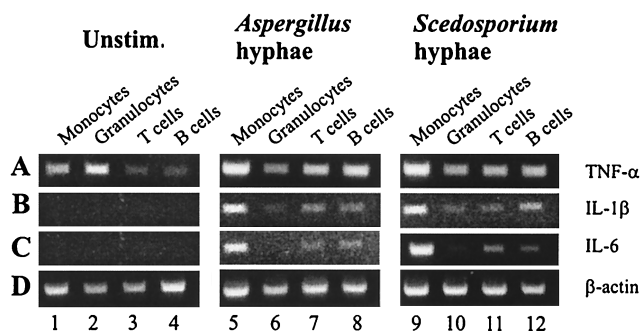 Unstim.
Aspergillus
hyphae
Scedosporium
hyphae
Monocytes
Granulocytes
T cells
B cells
Monocytes
Granulocytes
T cells
B cells
Monocytes
Granulocytes
T cells
B cells
A TNF-α
B IL-1β
C IL-6
D β-actin
1 2 3 4 5 6 7 8 9 10 11 12